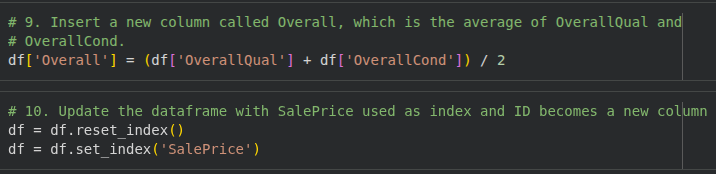 # 9. Insert a new column called Overall, which is the average of OverallQual and
# OverallCond.
df['Overall'] = (df['OverallQual'] + df['OverallCond']) / 2
# 10. Update the dataframe with SalePrice used as index and ID becomes a new column
df = df.reset_index()
df = df.set_index('SalePrice')